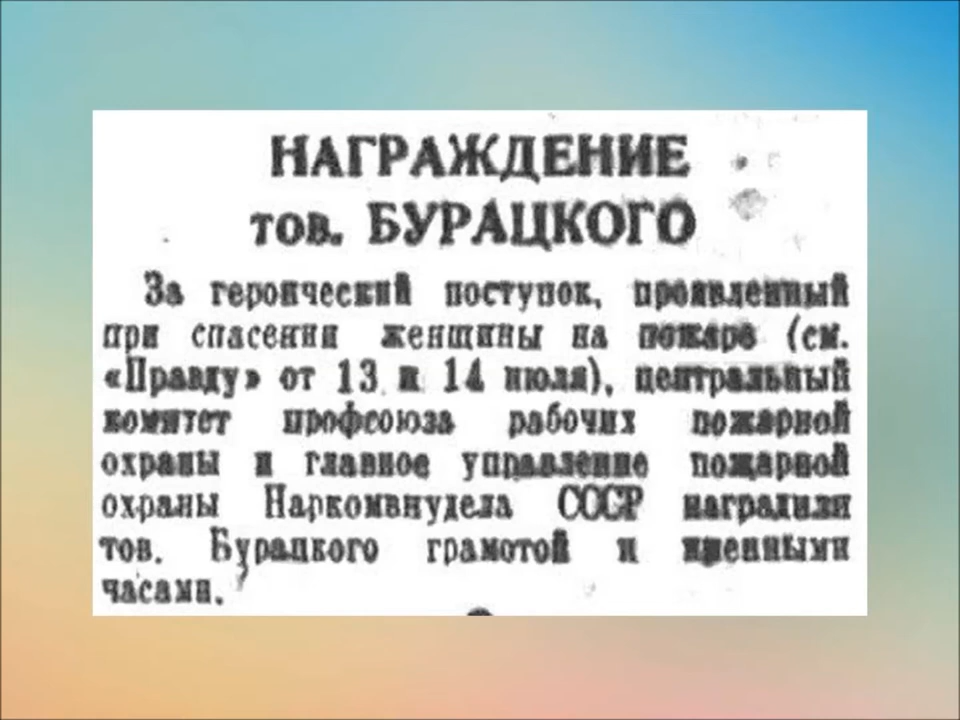 НАГРАЖДЕНИЕ
тов. БУРАЦКОГО
За героический поступок, проявленный
при спасении женщины на пожаре (см.
«Правду» от 13 и 14 июля), центральный
комитет профсоюза рабочих пожарной
охраны и главное управление пожарной
охраны Наркомвнудела СССР наградили
тов. Бурацкого грамотой и именными
часами.